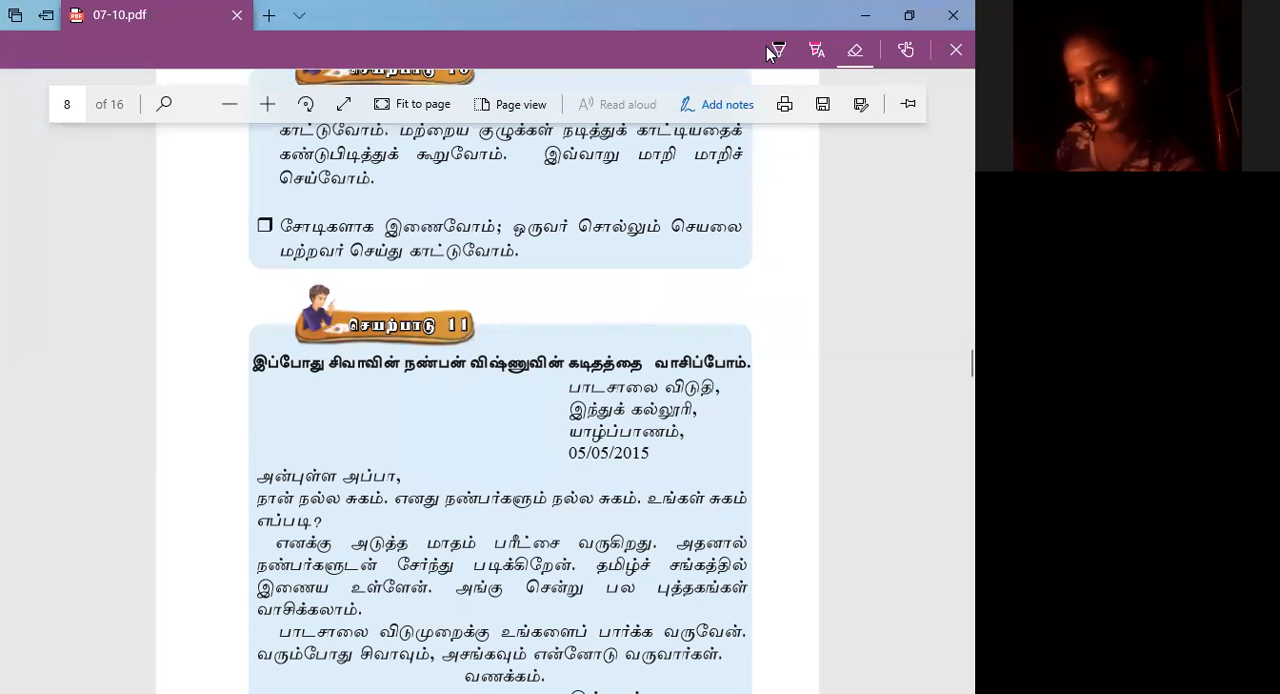 07-10.pdf
8 of 16
Fit to page
Page view
Read aloud
Add notes
காட்டுவோம். மற்றைய குழுக்கள் நடித்துக் காட்டியதைக்
கண்டுபிடித்துக் கூறுவோம். இவ்வாறு மாறி மாறிச்
செய்வோம்.
சோடிகளாக இணைவோம்; ஒருவர் சொல்லும் செயலை
மற்றவர் செய்து காட்டுவோம்.
செயற்பாடு 11
இப்போது சிவாவின் நண்பன் விஷ்ணுவின் கடிதத்தை வாசிப்போம்.
பாடசாலை விடுதி,
இந்துக் கல்லூரி,
யாழ்ப்பாணம்,
05/05/2015
அன்புள்ள அப்பா,
நான் நல்ல சுகம். எனது நண்பர்களும் நல்ல சுகம். உங்கள் சுகம்
எப்படி?
எனக்கு அடுத்த மாதம் பரீட்சை வருகிறது. அதனால்
நண்பர்களுடன் சேர்ந்து படிக்கிறேன். தமிழ்ச் சங்கத்தில்
இணைய உள்ளேன். அங்கு சென்று பல புத்தகங்கள்
வாசிக்கலாம்.
பாடசாலை விடுமுறைக்கு உங்களைப் பார்க்க வருவேன்.
வரும்போது சிவாவும், அசங்கவும் என்னோடு வருவார்கள்.
வணக்கம்.